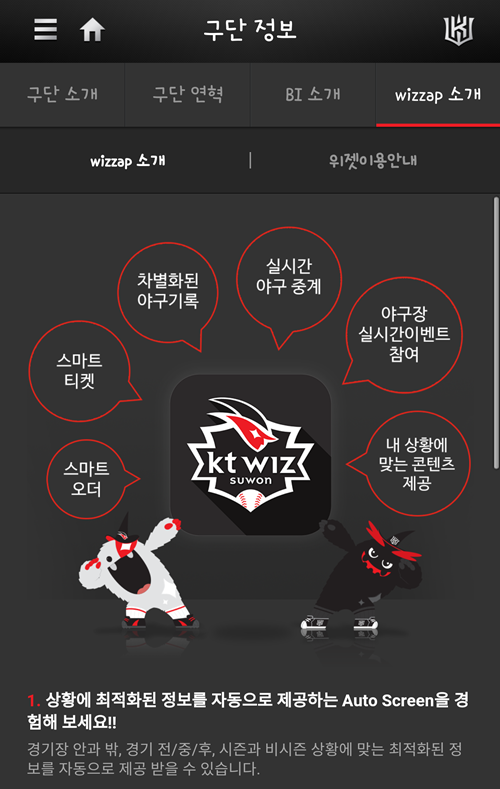 구단 정보
구단 소개
구단 연혁
BI 소개
wizzap 소개
wizzap 소개 | 위젯이용안내
실시간
야구 중계
차별화된
야구기록
야구장
실시간이벤트
참여
스마트
티켓
내 상황에
맞는 콘텐츠
제공
스마트
오더
kt wiz
suwon
1. 상황에 최적화된 정보를 자동으로 제공하는 Auto Screen을 경
험해 보세요!!
경기장 안과 밖, 경기 전/중/후, 시즌과 비시즌 상황에 맞는 최적화된 정
보를 자동으로 제공 받을 수 있습니다.